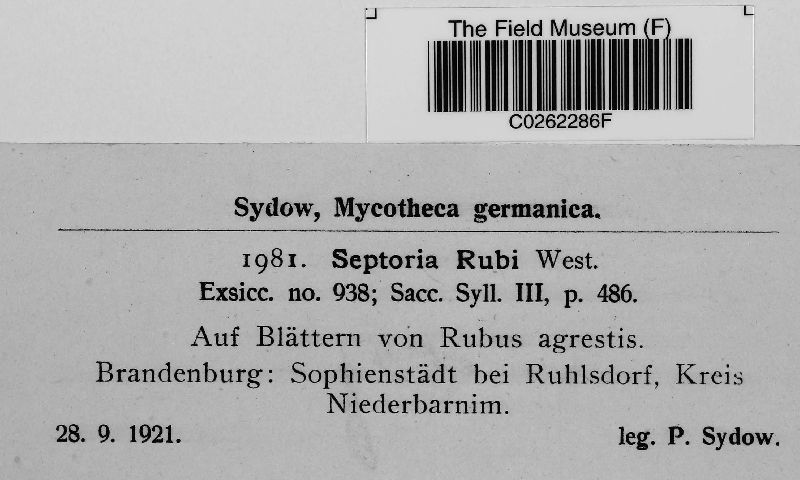 The Field Museum (F)
C0262286F
Sydow, Mycotheca germanica.
1981. Septoria Rubi West.
Exsicc. no. 938; Sacc. Syll. III, p. 486.
Auf Blättern von Rubus agrestis.
Brandenburg: Sophienstädt bei Ruhlsdorf, Kreis
Niederbarnim.
28. 9. 1921. leg. P. Sydow.